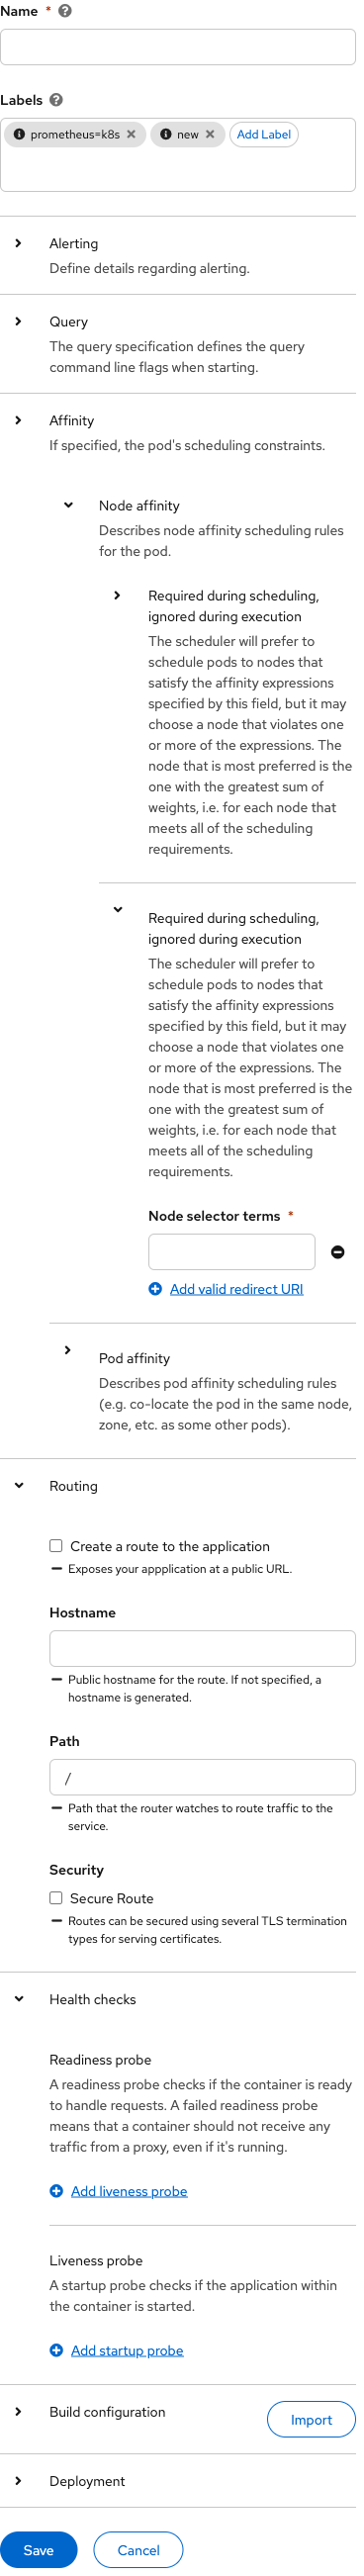 Name *
Labels
prometheus=k8s new Add Label
Alerting
Define details regarding alerting.
Query
The query specification defines the query
command line flags when starting.
Affinity
If specified, the pod's scheduling constraints.
Node affinity
Describes node affinity scheduling rules
for the pod.
Required during scheduling,
ignored during execution
The scheduler will prefer to
schedule pods to nodes that
satisfy the affinity expressions
specified by this field, but it may
choose a node that violates one
or more of the expressions. The
node that is most preferred is the
one with the greatest sum of
weights, i.e. for each node that
meets all of the scheduling
requirements.
Required during scheduling,
ignored during execution
The scheduler will prefer to
schedule pods to nodes that
satisfy the affinity expressions
specified by this field, but it may
choose a node that violates one
or more of the expressions. The
node that is most preferred is the
one with the greatest sum of
weights, i.e. for each node that
meets all of the scheduling
requirements.
Node selector terms *
Add valid redirect URI
Pod affinity
Describes pod affinity scheduling rules
(e.g. co-locate the pod in the same node,
zone, etc. as some other pods).
Routing
Create a route to the application
Exposes your appplication at a public URL.
Hostname
Public hostname for the route. If not specified, a
hostname is generated.
Path
/
Path that the router watches to route traffic to the
service.
Security
Secure Route
Routes can be secured using several TLS termination
types for serving certificates.
Health checks
Readiness probe
A readiness probe checks if the container is ready
to handle requests. A failed readiness probe
means that a container should not receive any
traffic from a proxy, even if it's running.
Add liveness probe
Liveness probe
A startup probe checks if the application within
the container is started.
Add startup probe
Build configuration Import
Deployment
Save Cancel